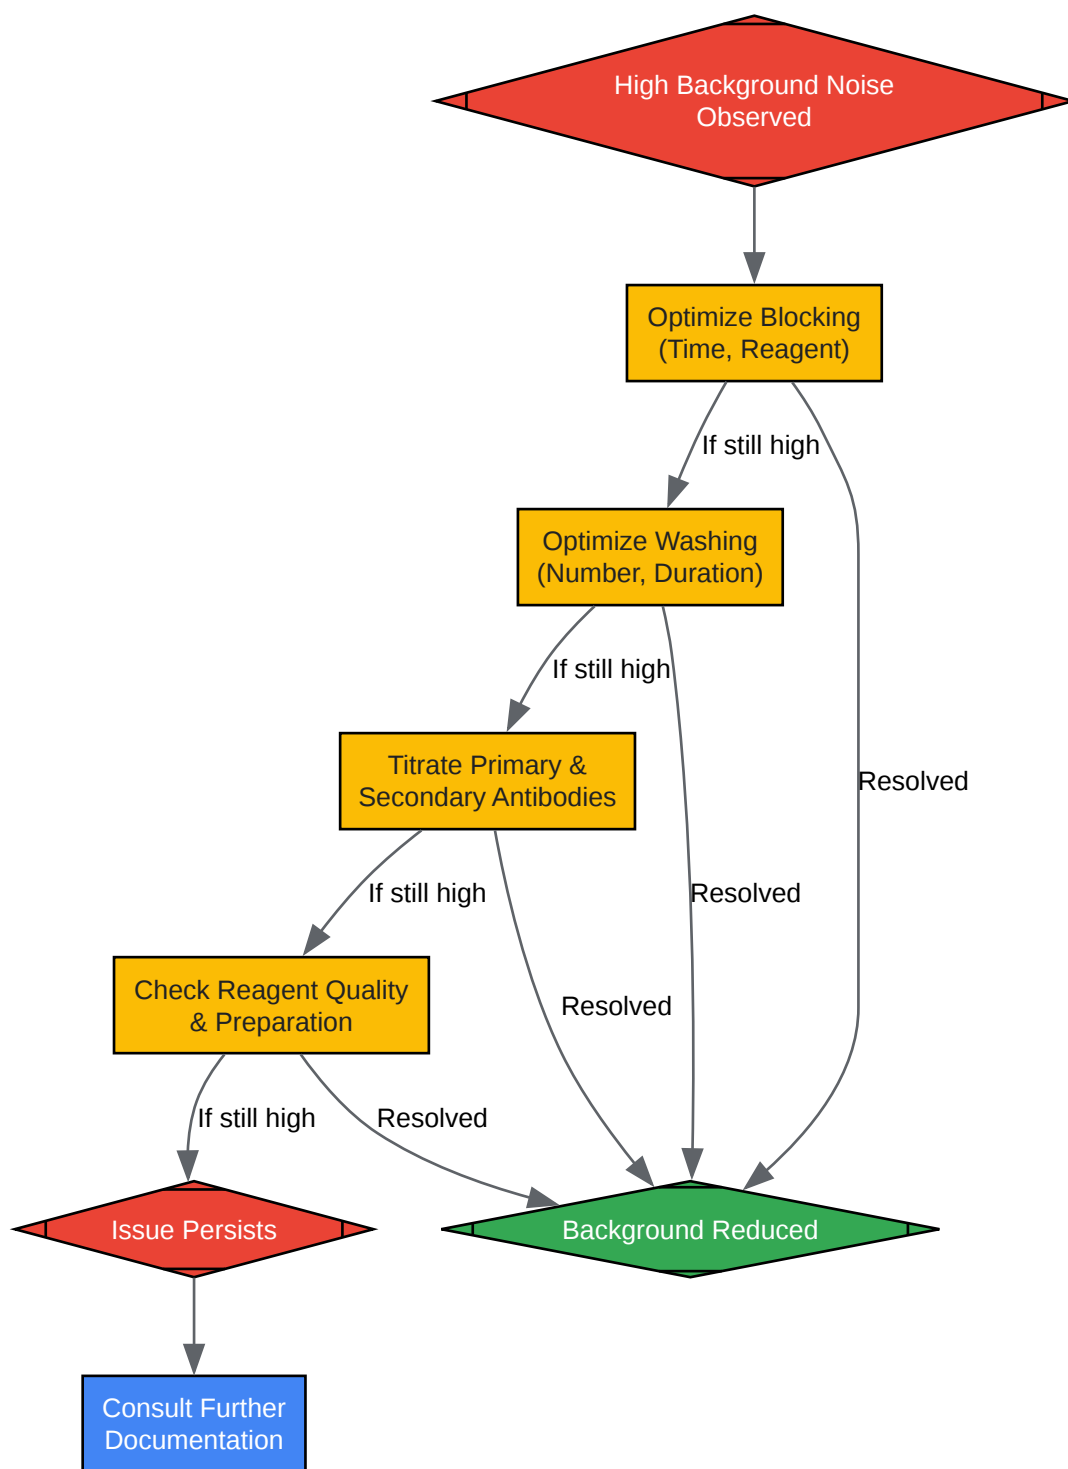 High Background Noise
Observed
Optimize Blocking
(Time, Reagent)
If still high
Optimize Washing
(Number, Duration)
If still high
Titrate Primary &
Secondary Antibodies
Resolved
If still high
Resolved
Check Reagent Quality
& Preparation
Resolved
If still high
Resolved
Issue Persists
Background Reduced
Consult Further
Documentation